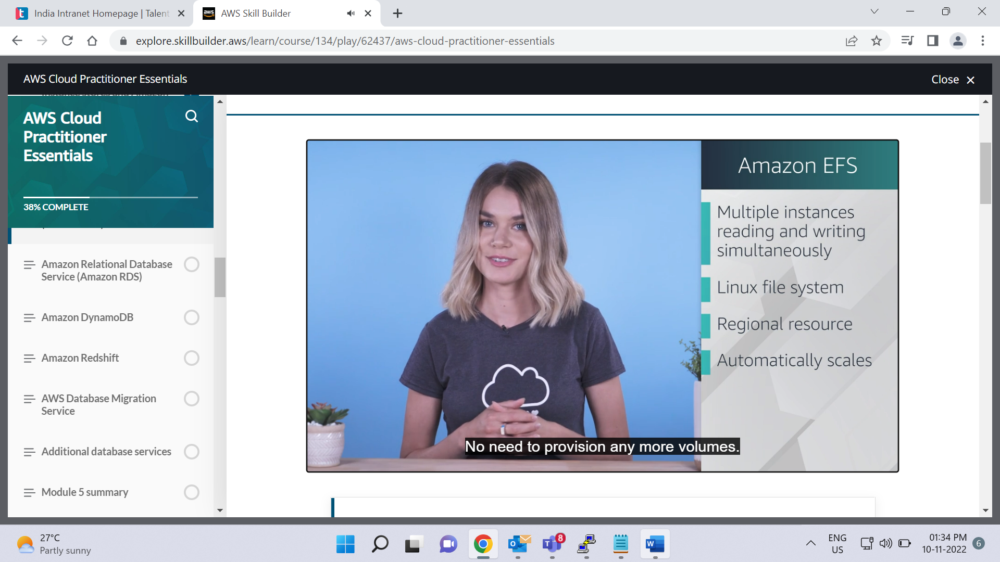 India Intranet Homepage | Talent
AWS Skill Builder
explore.skillbuilder.aws/learn/course/134/play/62437/aws-cloud-practitioner-essentials
AWS Cloud Practitioner Essentials
Close
AWS Cloud
Practitioner
Essentials
38% COMPLETE
Amazon Relational Database
Service (Amazon RDS)
Amazon DynamoDB
Amazon Redshift
AWS Database Migration
Service
Additional database services
Module 5 summary
Amazon EFS
Multiple instances
reading and writing
simultaneously
Linux file system
Regional resource
Automatically scales
No need to provision any more volumes.
27°C
Partly sunny
8
ENG
US
01:34 PM
10-11-2022
6